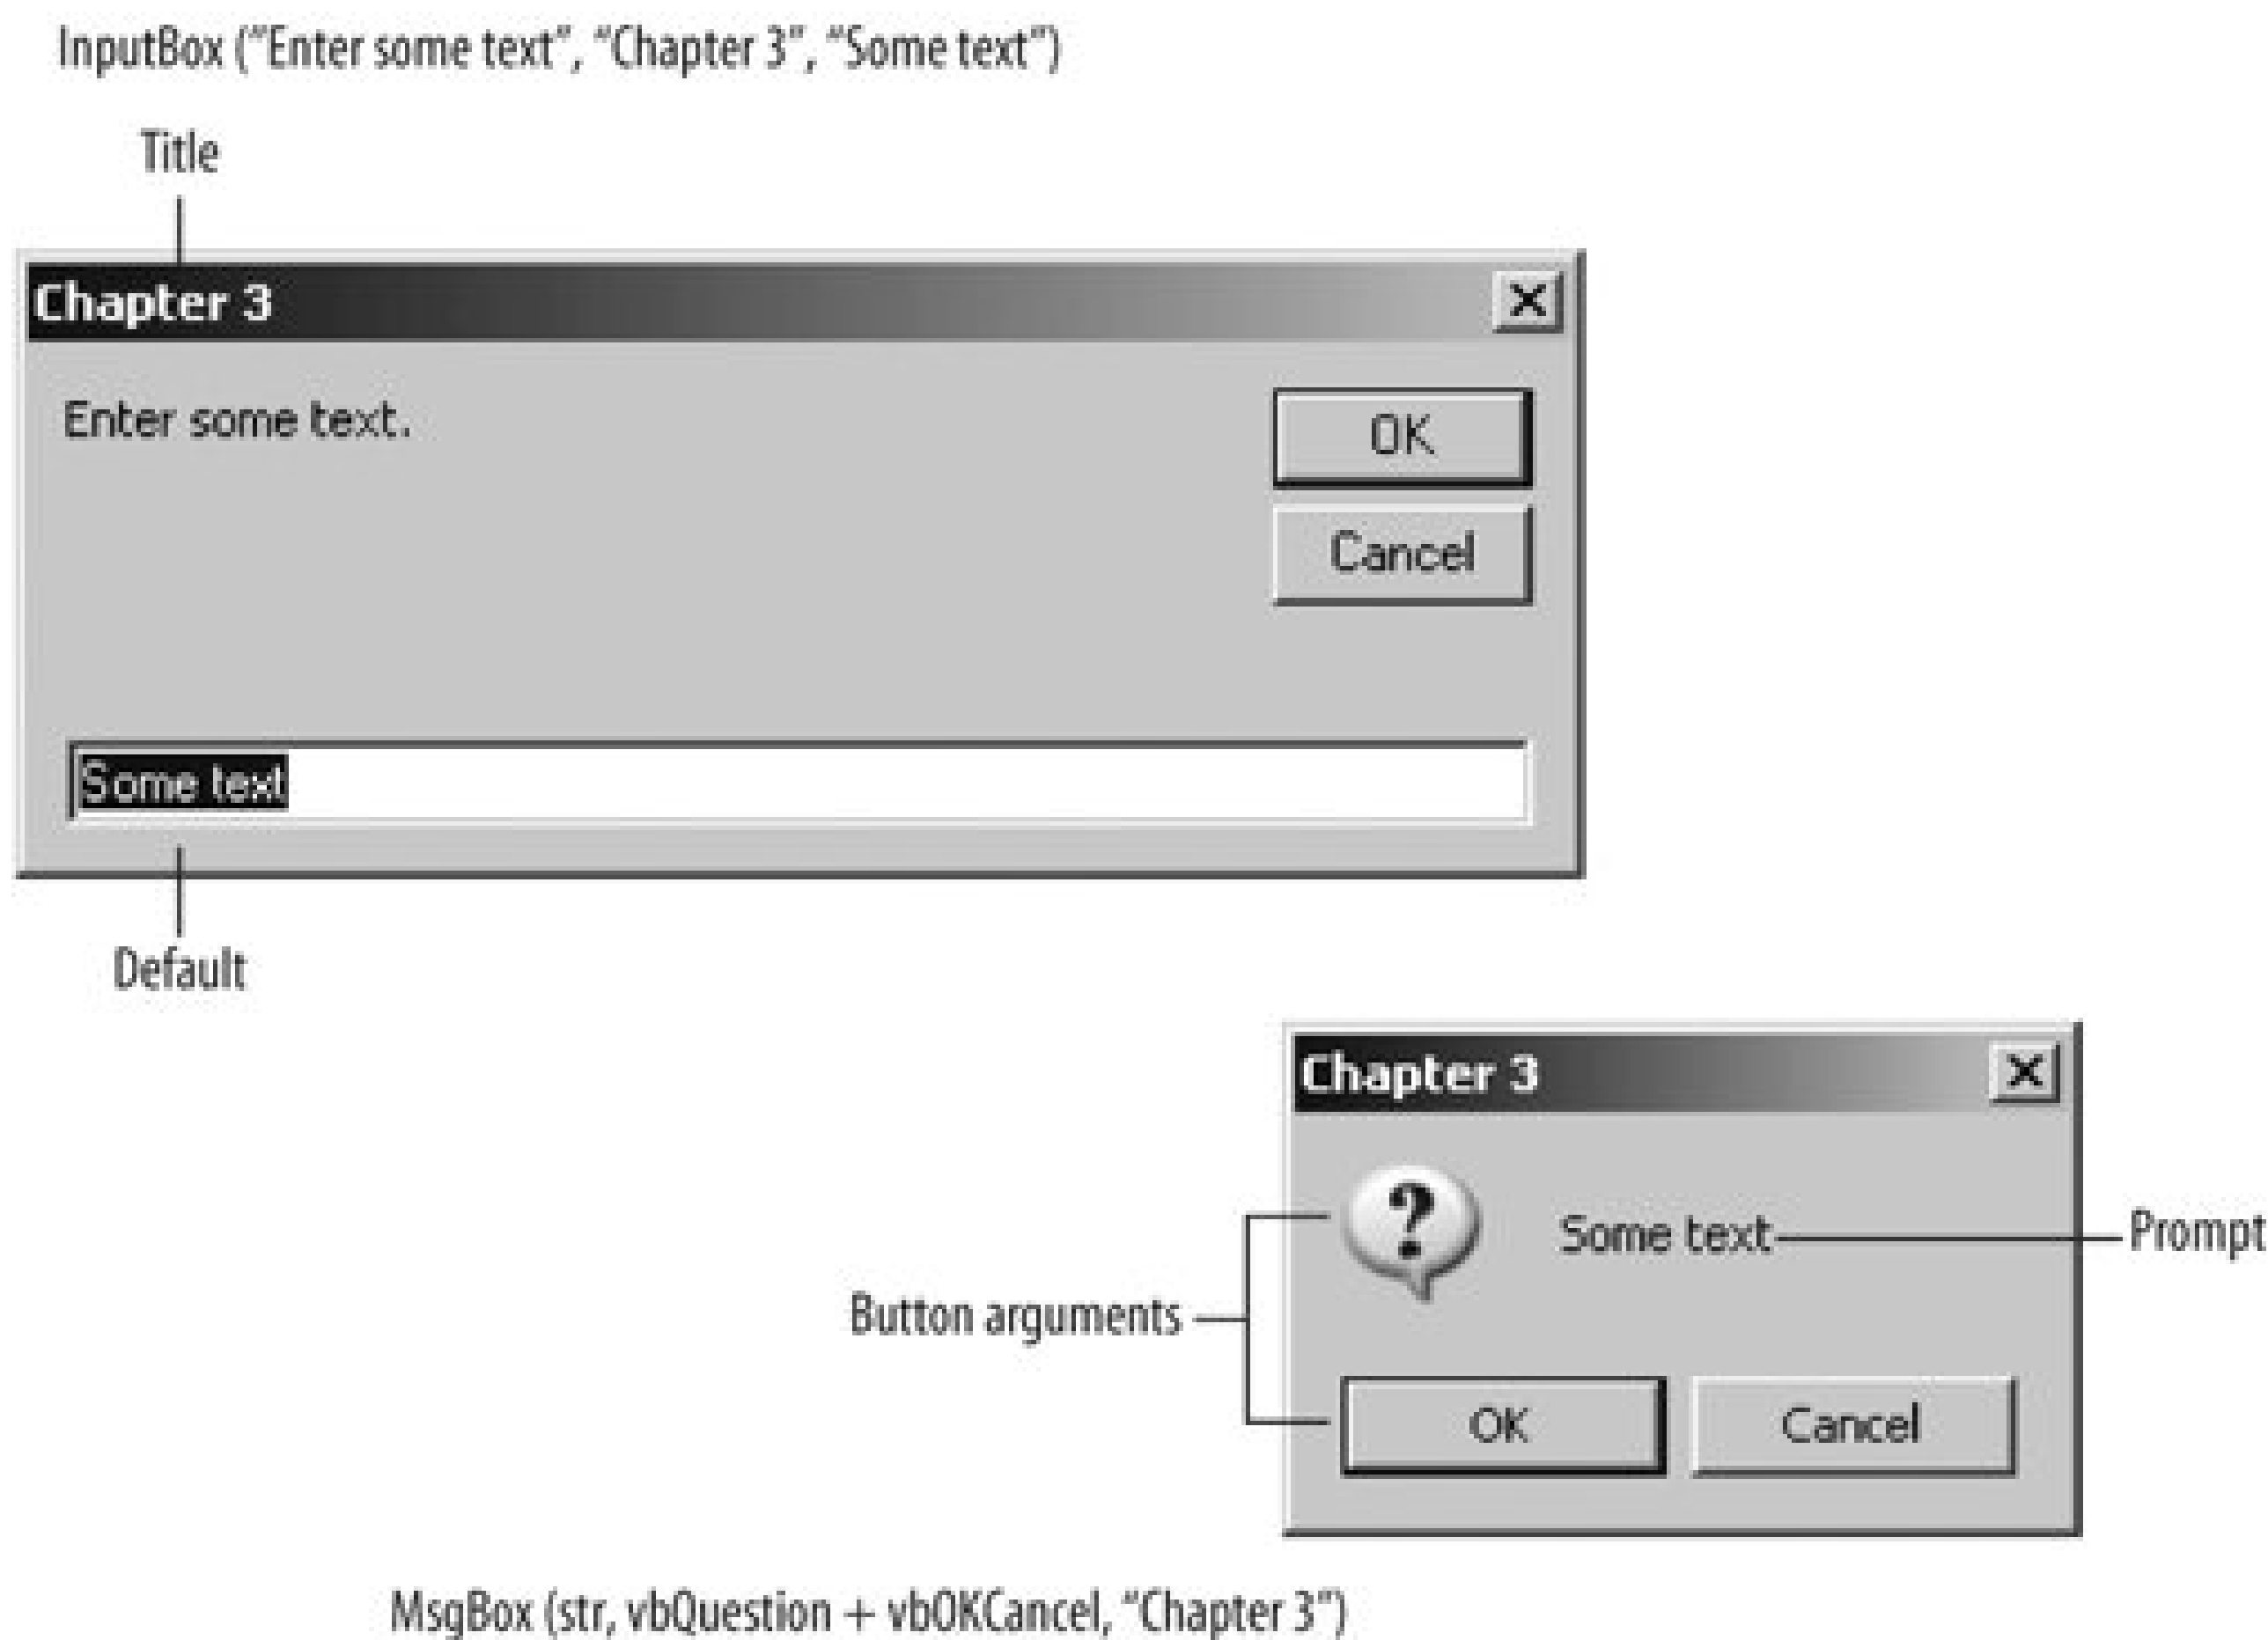 InputBox (“Enter some text”, “Chapter 3”, “Some text”)
Title
Chapter 3
Enter some text.
OK
Cancel
Some text
Default
Chapter 3
?
Some text
Prompt
Button arguments
OK
Cancel
MsgBox (str, vbQuestion + vbOKCancel, “Chapter 3”)